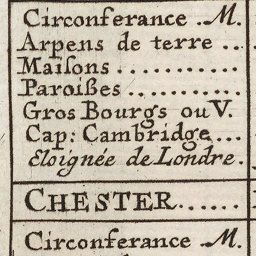 Circonferance .M.
Arpens de terre ..
Maiſons ..........
Paroißes ..........
Gros Bourgs ou V.
Cap: Cambridge...
Eloignée de Londre.
CHESTER......
Circonferance .M.